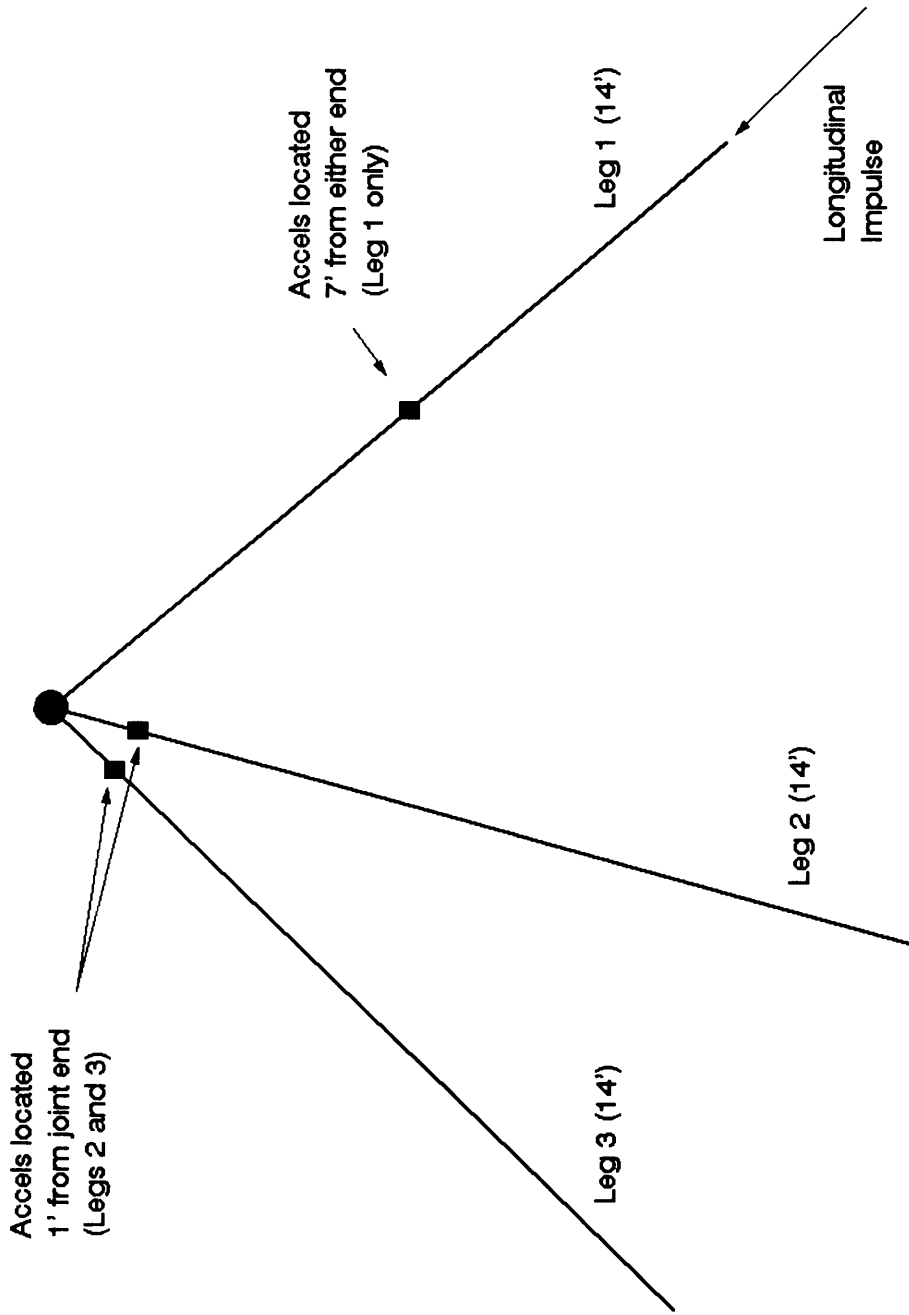 Accels located
1' from joint end
(Legs 2 and 3)
Accels located
7' from either end
(Leg 1 only)
Leg 1 (14')
Leg 2 (14')
Leg 3 (14')
Longitudinal
Impulse